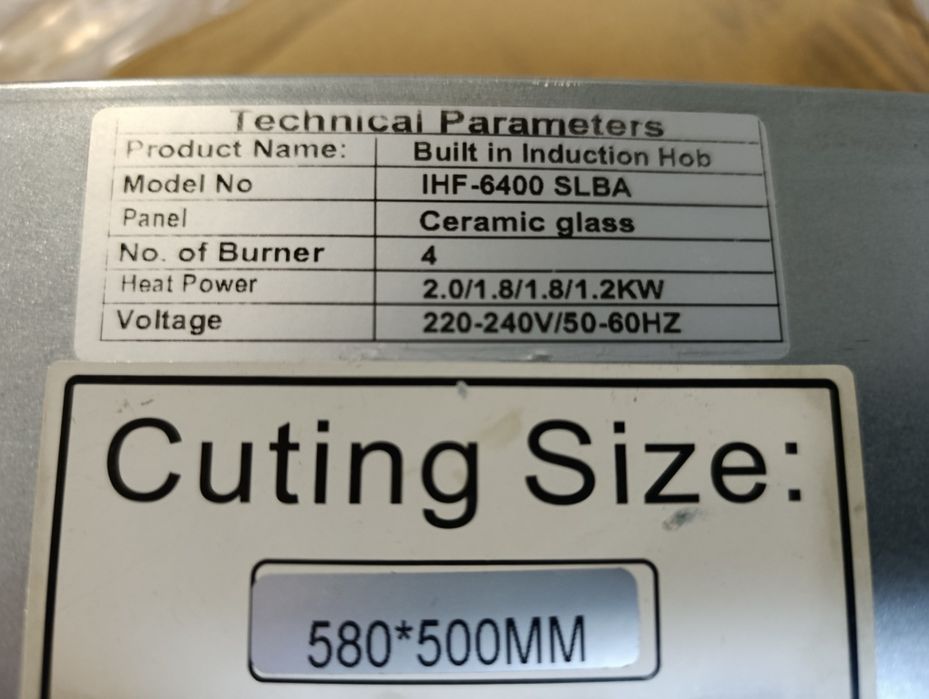 Technical Parameters
Product Name: Built in Induction Hob
Model No IHF-6400 SLBA
Panel Ceramic glass
No. of Burner 4
Heat Power 2.0/1.8/1.8/1.2KW
Voltage 220-240V/50-60HZ
Cuting Size:
580*500MM